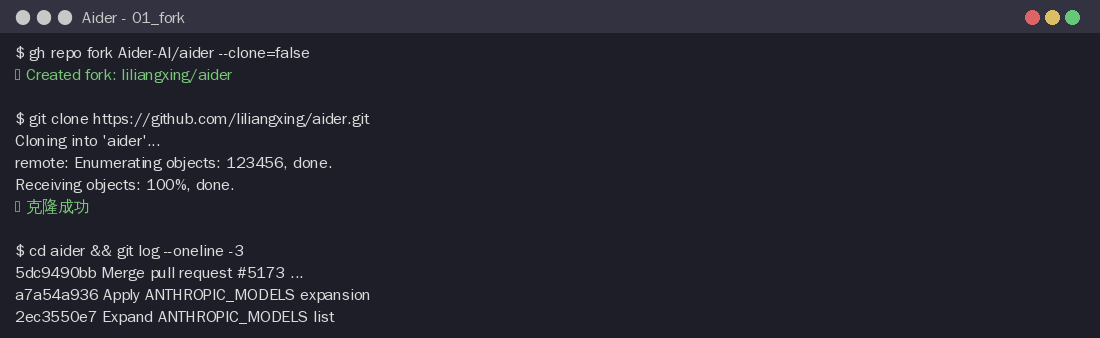 Aider - 01_fork
$ gh repo fork Aider-AI/aider --clone=false
Created fork: liliangxing/aider
$ git clone https://github.com/liliangxing/aider.git
Cloning into 'aider'...
remote: Enumerating objects: 123456, done.
Receiving objects: 100%, done.
克隆成功
$ cd aider && git log --oneline -3
5dc9490bb Merge pull request #5173 ...
a7a54a936 Apply ANTHROPIC_MODELS expansion
2ec3550e7 Expand ANTHROPIC_MODELS list